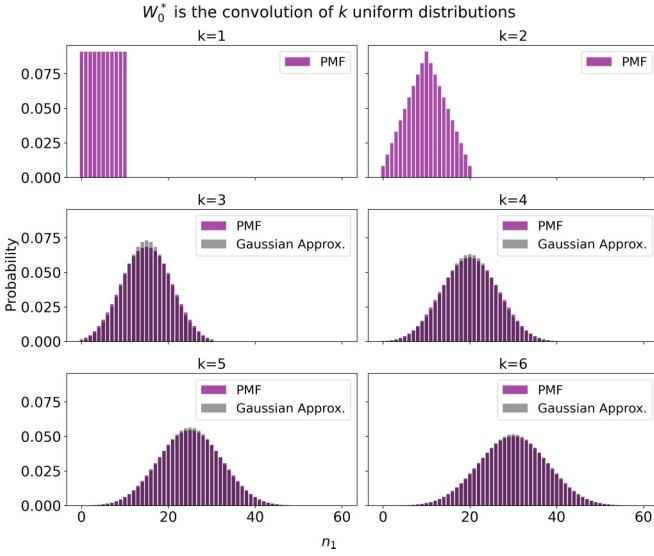 W₀* is the convolution of k uniform distributions
k=1
k=2
0.075
0.050
0.025
0.000
PMF
PMF
k=3
k=4
0.075
0.050
0.025
0.000
PMF
Gaussian Approx.
PMF
Gaussian Approx.
Probability
k=5
k=6
0.075
0.050
0.025
0.000
PMF
Gaussian Approx.
PMF
Gaussian Approx.
0 20 40 60
0 20 40 60
n₁